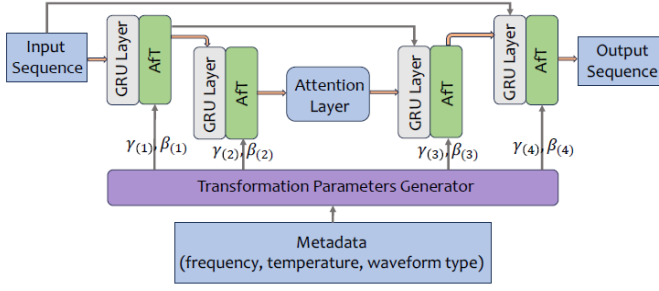 Input
Sequence
GRU Layer
AfT
GRU Layer
AfT
Attention
Layer
GRU Layer
AfT
GRU Layer
AfT
Output
Sequence
γ(1), β(1)
γ(2), β(2)
γ(3), β(3)
γ(4), β(4)
Transformation Parameters Generator
Metadata
(frequency, temperature, waveform type)